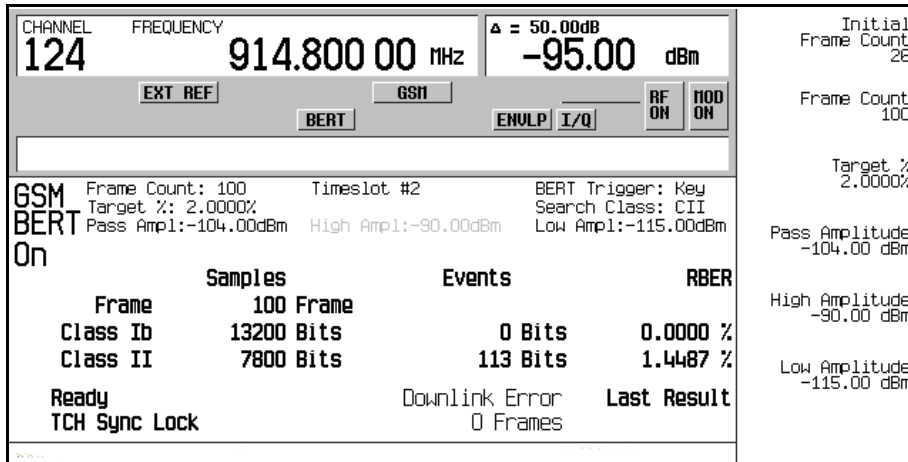 CHANNEL FREQUENCY Δ = 50.00dB
124 914.800 00 MHz -95.00 dBm
EXT REF GSM RF ON MOD ON
BERT ENVLP I/Q
GSM BERT On
Frame Count: 100 Timeslot #2 BERT Trigger: Key
Target %: 2.0000% Search Class: CII
Pass Ampl:-104.00dBm High Ampl:-90.00dBm Low Ampl:-115.00dBm
Samples Events RBER
Frame 100 Frame
Class Ib 13200 Bits 0 Bits 0.0000 %
Class II 7800 Bits 113 Bits 1.4487 %
Ready Downlink Error Last Result
TCH Sync Lock 0 Frames
Initial
Frame Count
26
Frame Count
100
Target %
2.0000%
Pass Amplitude
-104.00 dBm
High Amplitude
-90.00 dBm
Low Amplitude
-115.00 dBm